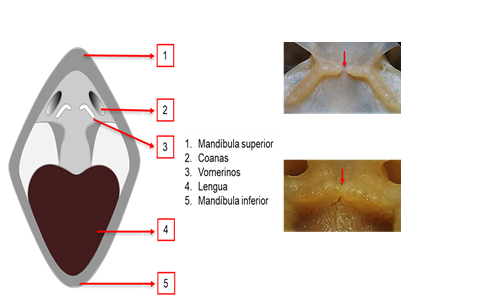 1
2
3
1. Mandíbula superior
2. Coanas
3. Vomerinos
4. Lengua
5. Mandíbula inferior
4
5